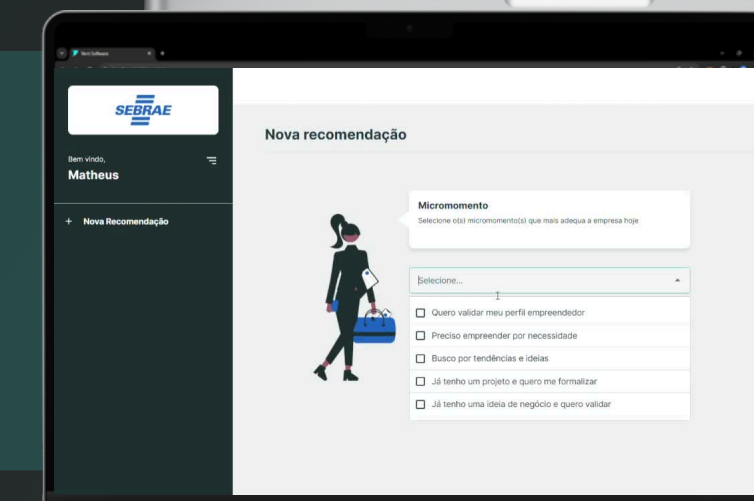 SEBRAE
Bem vindo,
Matheus
+ Nova Recomendação
Nova recomendação
Micromomento
Selecione o(s) micromomento(s) que mais adequa a empresa hoje
Selecione...
Quero validar meu perfil empreendedor
Preciso empreender por necessidade
Busco por tendências e ideias
Já tenho um projeto e quero me formalizar
Já tenho uma ideia de negócio e quero validar